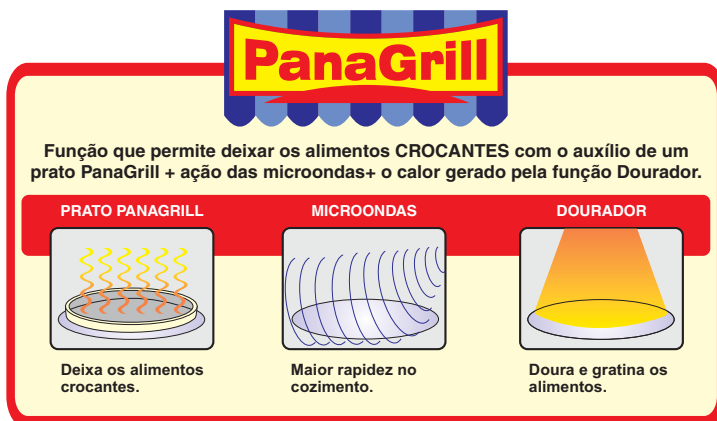 PanaGrill
Função que permite deixar os alimentos CROCANTES com o auxílio de um
prato PanaGrill + ação das microondas+ o calor gerado pela função Dourador.
PRATO PANAGRILL
MICROONDAS
DOURADOR
Deixa os alimentos
crocantes.
Maior rapidez no
cozimento.
Doura e gratina os
alimentos.